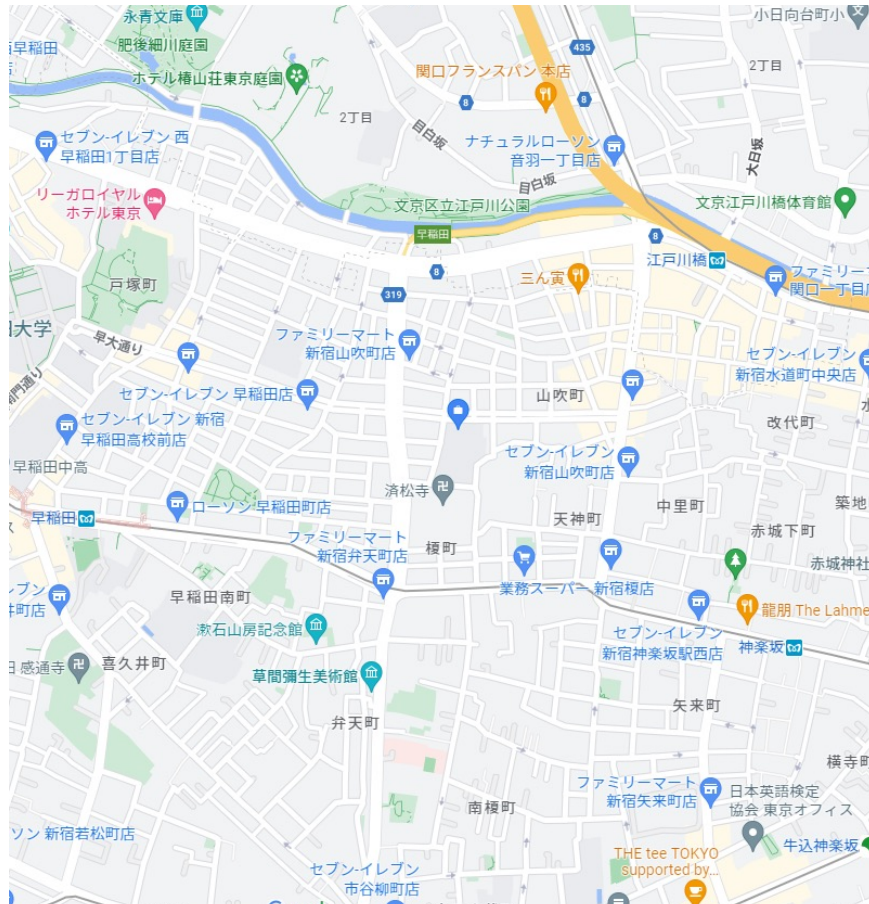 永青文庫
肥後細川庭園
ホテル椿山荘東京庭園
早稲田
関口フランスパン 本店
435
小日向台町小
2丁目
2丁目
8
8
目白坂
ナチュラルローソン
音羽一丁目店
大日坂
セブン-イレブン 西
早稲田1丁目店
目白坂
リーガロイヤル
ホテル東京
文京区立江戸川公園
文京江戸川橋体育館
早稲田
8
8
江戸川橋
戸塚町
三ん寅
ファミリーマ
関口一丁目店
319
大学
早大通り
ファミリーマート
新宿山吹町店
セブン-イレブン
新宿水道町中央店
セブン-イレブン 早稲田店
山吹町
セブン-イレブン 新宿
早稲田高校前店
改代町
早稲田中高
セブン-イレブン
新宿山吹町店
済松寺
ローソン 早稲田町店
中里町
築地
早稲田
天神町
赤城下町
ファミリーマート
新宿弁天町店
榎町
赤城神社
業務スーパー 新宿榎店
レブン
井町店
早稲田南町
龍朋 The Lahme
漱石山房記念館
セブン-イレブン
新宿神楽坂駅西店
神楽坂
感通寺
喜久井町
草間彌生美術館
弁天町
矢来町
横寺町
ファミリーマート
新宿矢来町店
日本英語検定
協会 東京オフィス
南榎町
ソン 新宿若松町店
牛込神楽坂
THE tee TOKYO
supported by...
セブン-イレブン
市谷柳町店